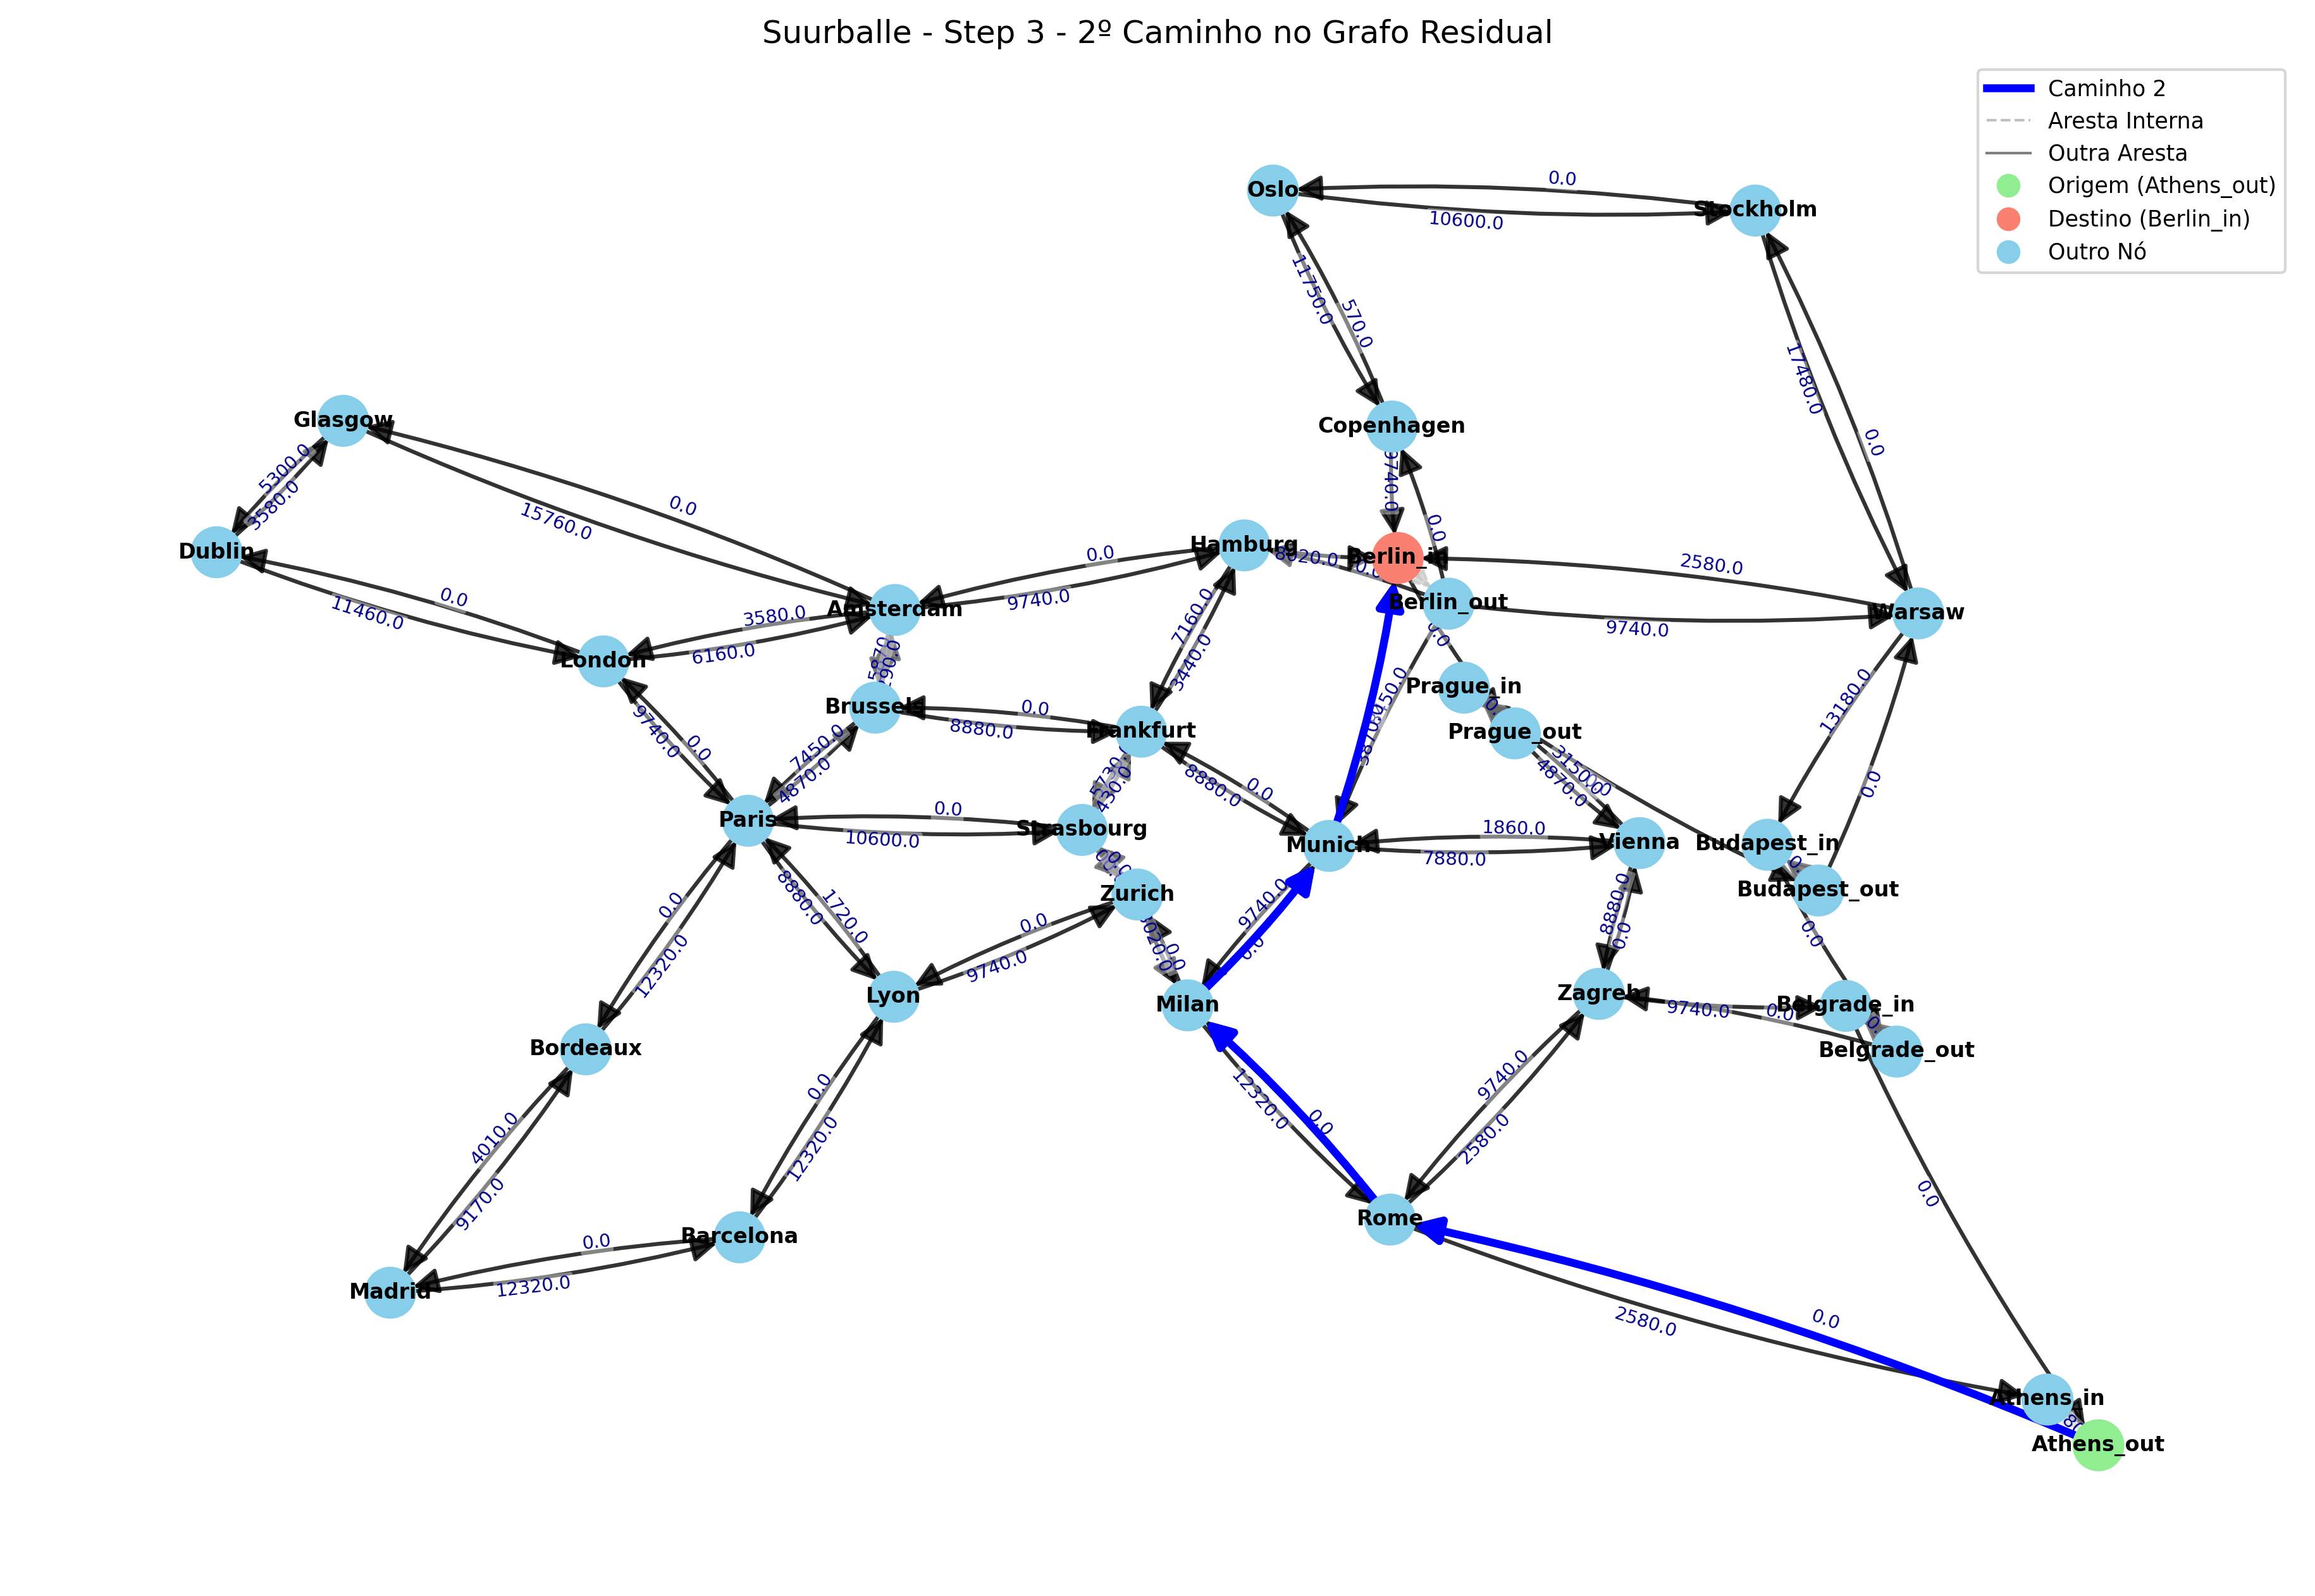 Suurballe - Step 3 - 2º Caminho no Grafo Residual
Caminho 2
Aresta Interna
Outra Aresta
Origem (Athens_out)
Destino (Berlin_in)
Outro Nó
Oslo
0.0
Stockholm
10600.0
11750.0
570.0
17480.0
0.0
Glasgow
Copenhagen
5300.0
3580.0
0.0
15760.0
9740.0
0.0
Dublin
Hamburg
0.0
8020.0
Berlin_in
2580.0
11460.0
0.0
Amsterdam
9740.0
Berlin_out
9740.0
Warsaw
3580.0
6160.0
London
7160.0
3440.0
Prague_in
Brussels
9740.0
0.0
0.0
8880.0
Frankfurt
Prague_out
13180.0
7450.0
4870.0
8880.0
0.0
3150.0
4870.0
0.0
Paris
0.0
10600.0
Strasbourg
Munich
1860.0
7880.0
Vienna
Budapest_in
Budapest_out
8880.0
1720.0
Zurich
9740.0
0.0
8880.0
0.0
0.0
0.0
12320.0
Lyon
0.0
9740.0
0.0
Milan
Zagreb
9740.0
0.0
Belgrade_in
Belgrade_out
Bordeaux
0.0
12320.0
12320.0
0.0
9740.0
2580.0
4010.0
9170.0
0.0
Rome
Barcelona
0.0
12320.0
Madrid
0.0
2580.0
Athens_in
Athens_out